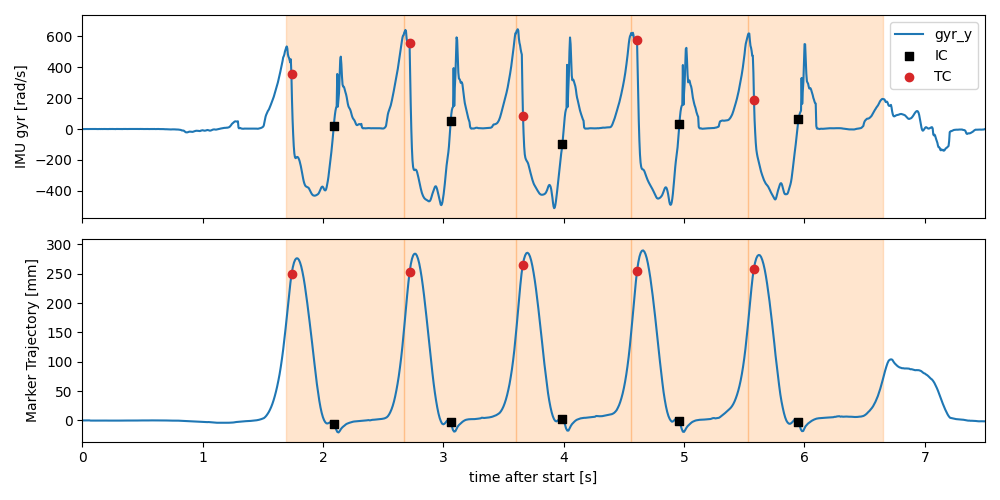 IMU gyr [rad/s]
600
400
200
0
−200
−400
gyr_y
IC
TC
Marker Trajectory [mm]
300
250
200
150
100
50
0
0 1 2 3 4 5 6 7
time after start [s]